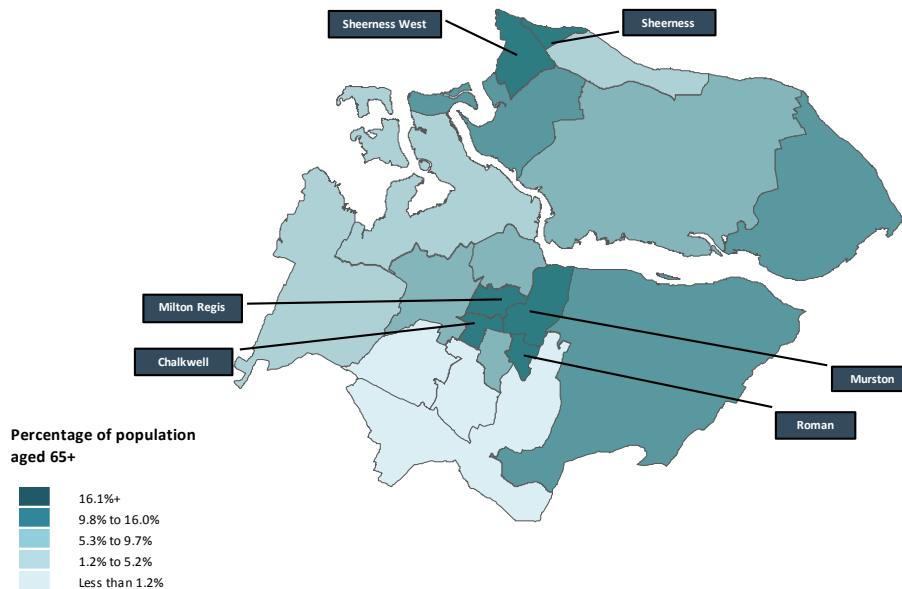 Sheerness West
Sheerness
Milton Regis
Chalkwell
Murston
Roman
Percentage of population
aged 65+
16.1%+
9.8% to 16.0%
5.3% to 9.7%
1.2% to 5.2%
Less than 1.2%